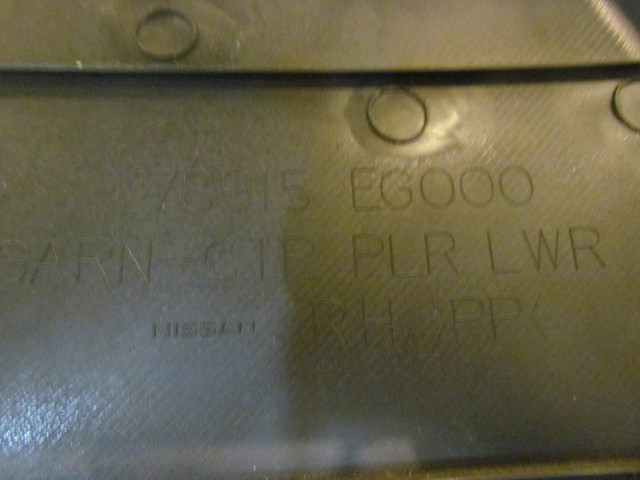 76915 EG000
GARN-CTR PLR LWR
NISSAN RH >PP<